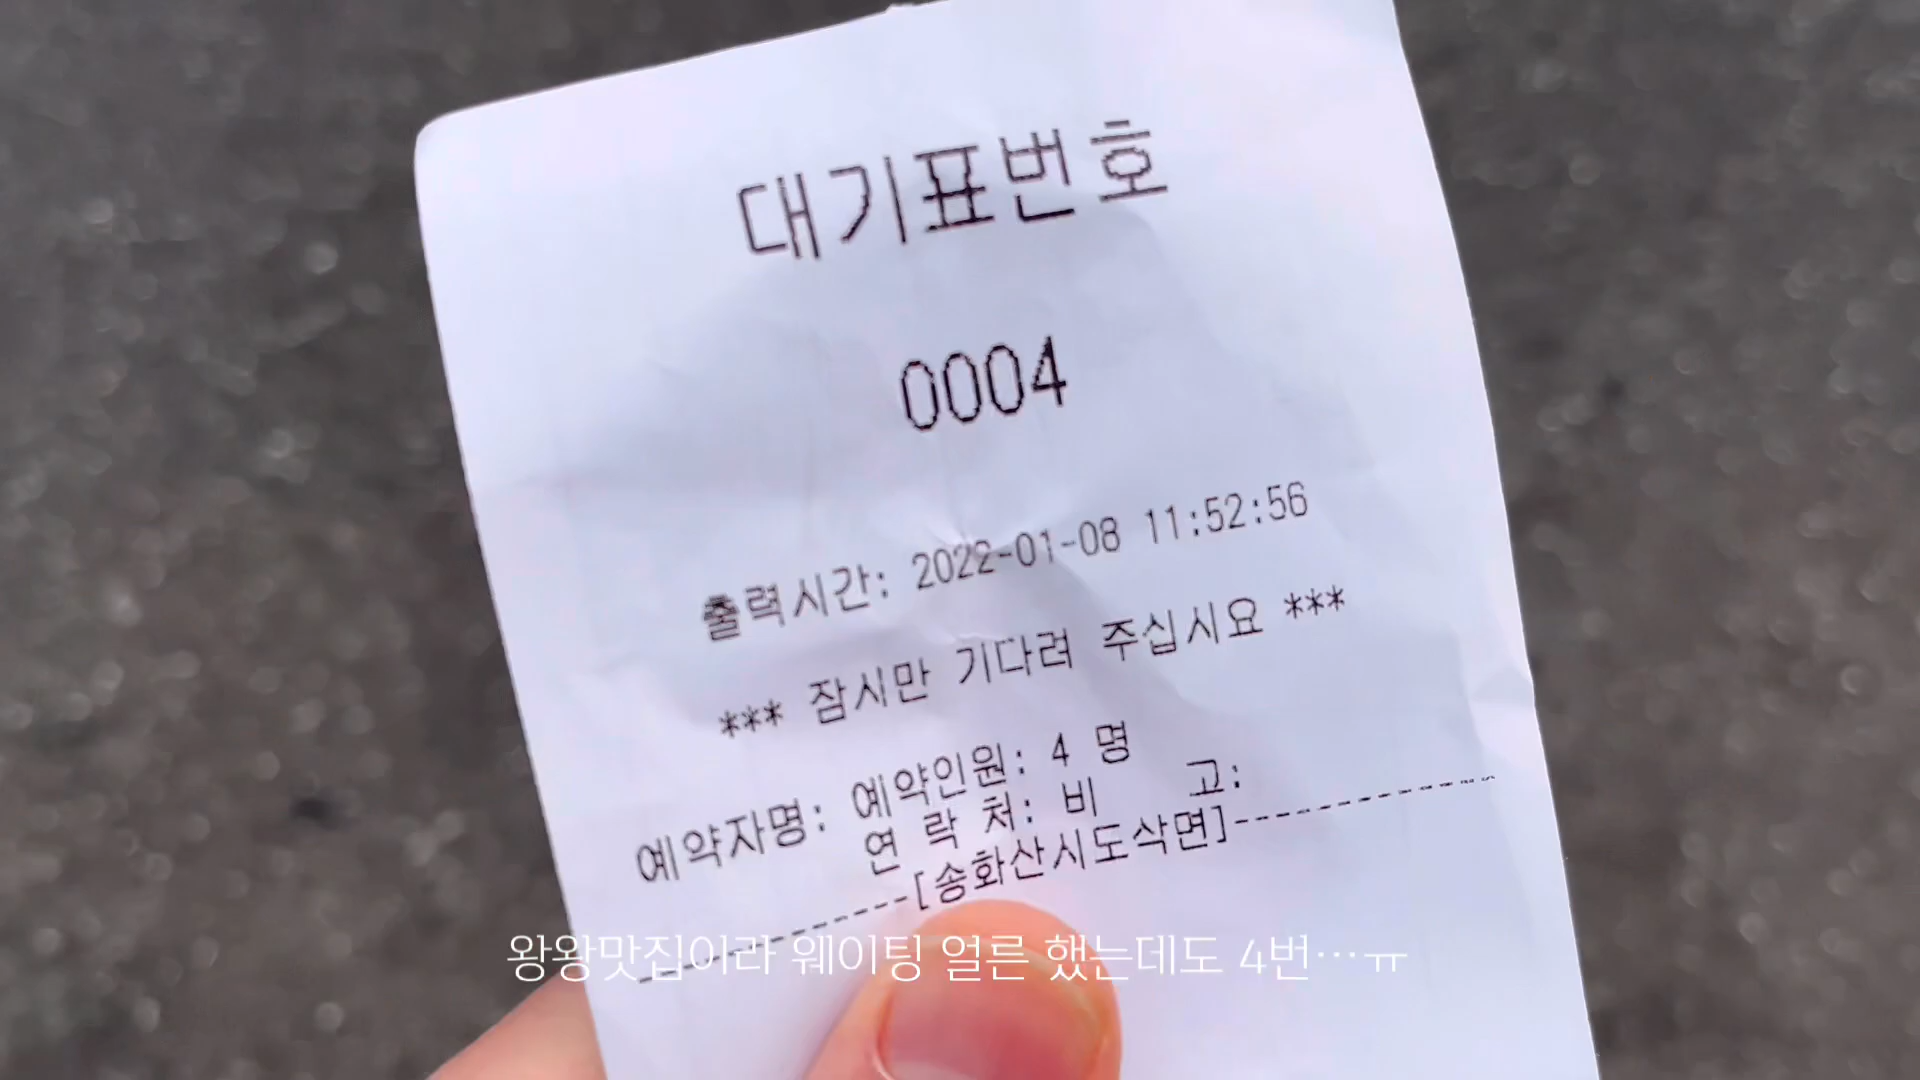 대기표번호
0004
출력시간: 2022-01-08 11:52:56
*** 잠시만 기다려 주십시요 ***
예약자명: 예약인원: 4 명
연 락 처: 비 고:
------------[송화산시도삭면]--------------
왕왕맛집이라 웨이팅 얼른 했는데도 4번…ㅠ